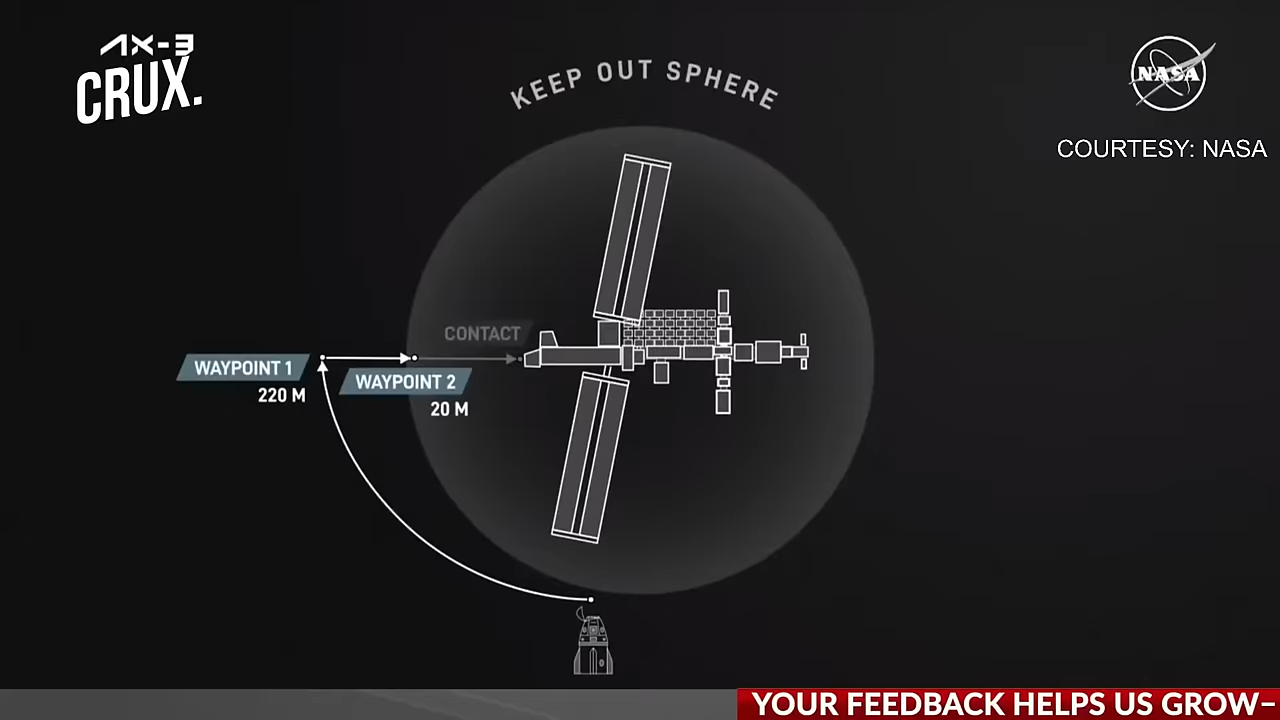 AX-3
CRUX.
KEEP OUT SPHERE
NASA
COURTESY: NASA
CONTACT
WAYPOINT 1
220 M
WAYPOINT 2
20 M
YOUR FEEDBACK HELPS US GROW-